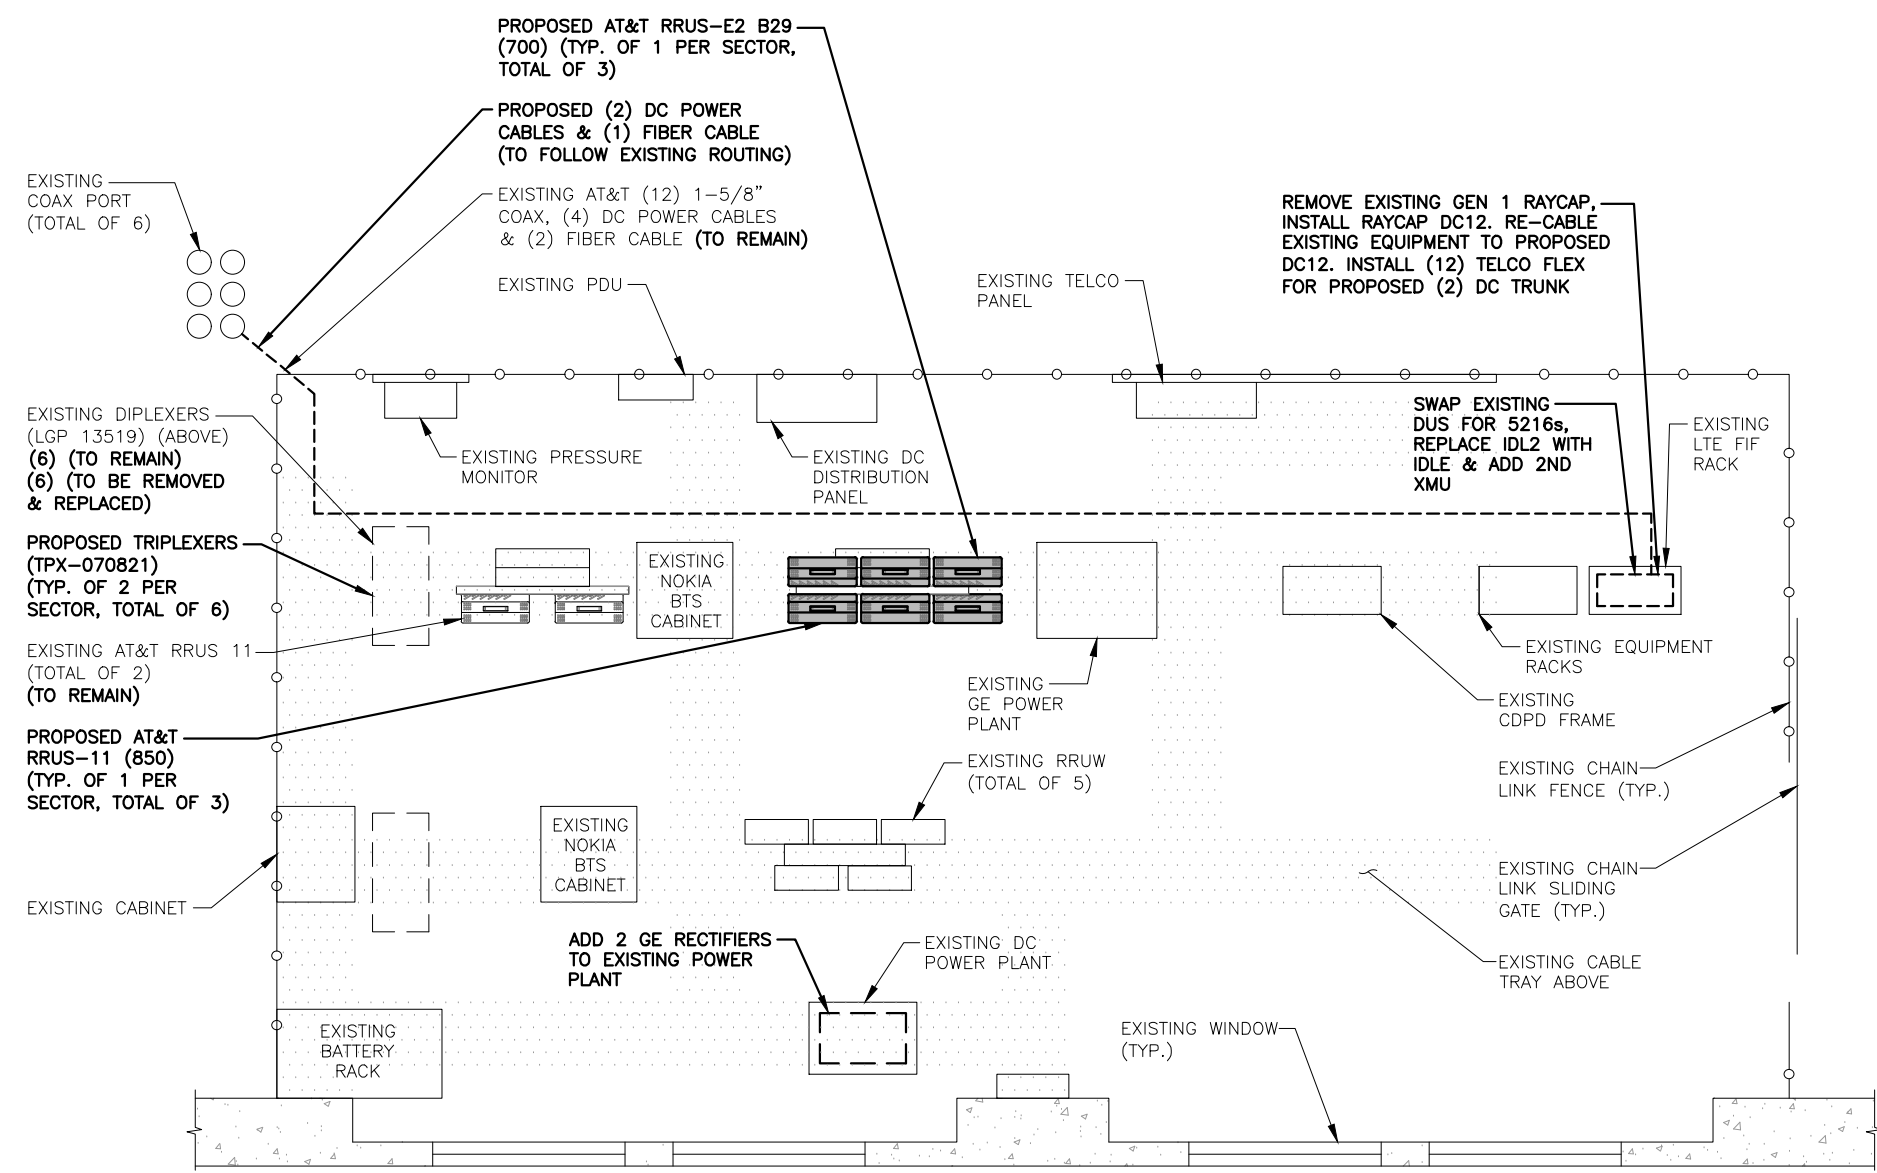 PROPOSED AT&T RRUS-E2 B29
(700) (TYP. OF 1 PER SECTOR,
TOTAL OF 3)
PROPOSED (2) DC POWER
CABLES & (1) FIBER CABLE
(TO FOLLOW EXISTING ROUTING)
EXISTING
COAX PORT
(TOTAL OF 6)
EXISTING AT&T (12) 1-5/8"
COAX, (4) DC POWER CABLES
& (2) FIBER CABLE (TO REMAIN)
EXISTING PDU
EXISTING TELCO
PANEL
REMOVE EXISTING GEN 1 RAYCAP,
INSTALL RAYCAP DC12. RE-CABLE
EXISTING EQUIPMENT TO PROPOSED
DC12. INSTALL (12) TELCO FLEX
FOR PROPOSED (2) DC TRUNK
EXISTING DIPLEXERS
(LGP 13519) (ABOVE)
(6) (TO REMAIN)
(6) (TO BE REMOVED
& REPLACED)
EXISTING PRESSURE
MONITOR
EXISTING DC
DISTRIBUTION
PANEL
SWAP EXISTING
DUS FOR 5216s,
REPLACE IDL2 WITH
IDLE & ADD 2ND
XMU
EXISTING
LTE FIF
RACK
PROPOSED TRIPLEXERS
(TPX-070821)
(TYP. OF 2 PER
SECTOR, TOTAL OF 6)
EXISTING
NOKIA
BTS
CABINET
EXISTING AT&T RRUS 11
(TOTAL OF 2)
(TO REMAIN)
EXISTING EQUIPMENT
RACKS
EXISTING
GE POWER
PLANT
EXISTING
CDPD FRAME
PROPOSED AT&T
RRUS-11 (850)
(TYP. OF 1 PER
SECTOR, TOTAL OF 3)
EXISTING RRUW
(TOTAL OF 5)
EXISTING CHAIN
LINK FENCE (TYP.)
EXISTING
NOKIA
BTS
CABINET
EXISTING CHAIN
LINK SLIDING
GATE (TYP.)
EXISTING CABINET
ADD 2 GE RECTIFIERS
TO EXISTING POWER
PLANT
EXISTING DC
POWER PLANT
EXISTING CABLE
TRAY ABOVE
EXISTING
BATTERY
RACK
EXISTING WINDOW
(TYP.)